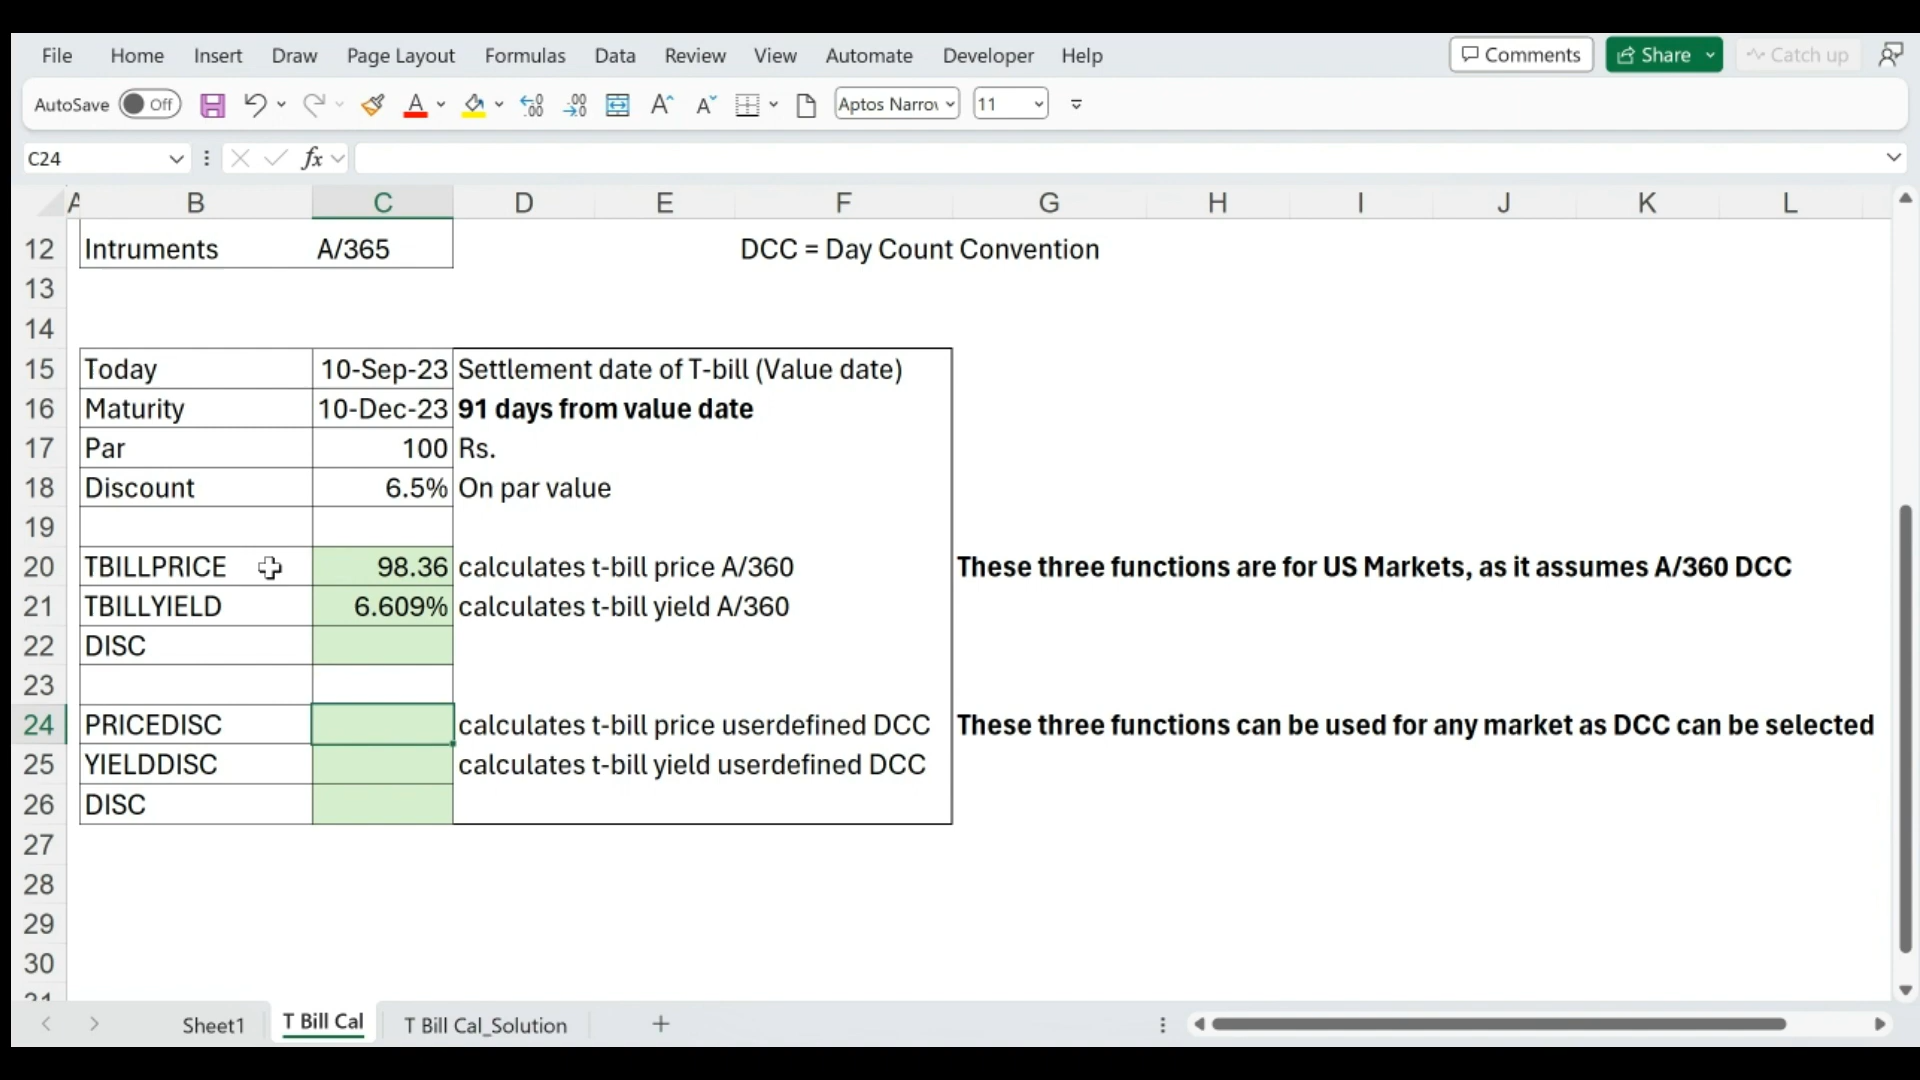 File Home Insert Draw Page Layout Formulas Data Review View Automate Developer Help Comments Share Catch up
AutoSave Off A A A Aptos Narrov 11
C24 fx
A B C D E F G H I J K L
12 Intruments A/365 DCC = Day Count Convention
13
14
15 Today 10-Sep-23 Settlement date of T-bill (Value date)
16 Maturity 10-Dec-23 91 days from value date
17 Par 100 Rs.
18 Discount 6.5% On par value
19
20 TBILLPRICE 98.36 calculates t-bill price A/360 These three functions are for US Markets, as it assumes A/360 DCC
21 TBILLYIELD 6.609% calculates t-bill yield A/360
22 DISC
23
24 PRICEDISC calculates t-bill price userdefined DCC These three functions can be used for any market as DCC can be selected
25 YIELDDISC calculates t-bill yield userdefined DCC
26 DISC
27
28
29
30
Sheet1 T Bill Cal T Bill Cal_Solution